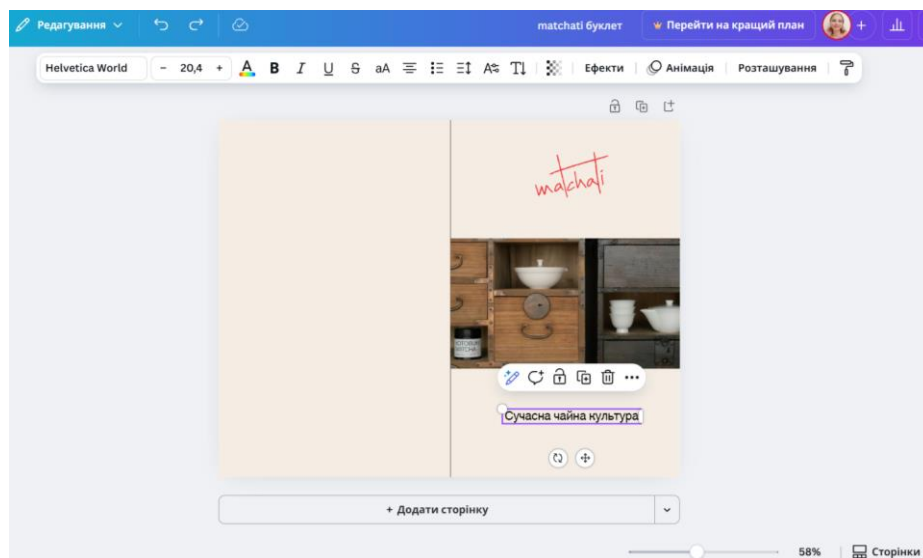 Редагування
matchati буклет
Перейти на кращий план
Helvetica World
– 20,4 +
A B I U S aA
Ефекти
Анімація
Розташування
matchati
Сучасна чайна культура
+ Додати сторінку
58%
Сторінки